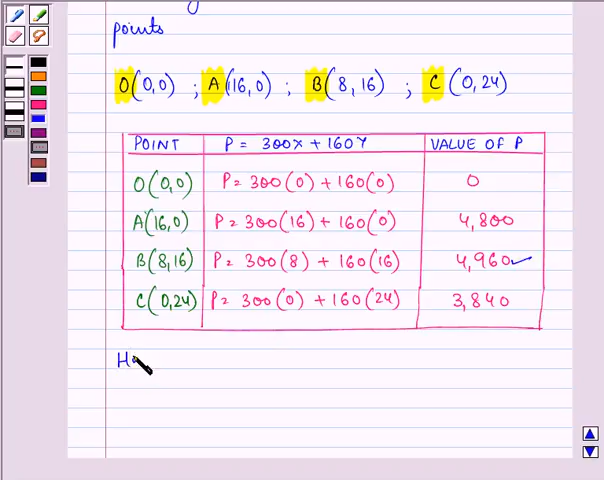 points
O(0,0) ; A(16,0) ; B(8,16) ; C(0,24)
POINT P = 300X + 160Y VALUE OF P
O(0,0) P = 300(0) + 160(0) 0
A(16,0) P = 300(16) + 160(0) 4,800
B(8,16) P = 300(8) + 160(16) 4,960
C(0,24) P = 300(0) + 160(24) 3,840